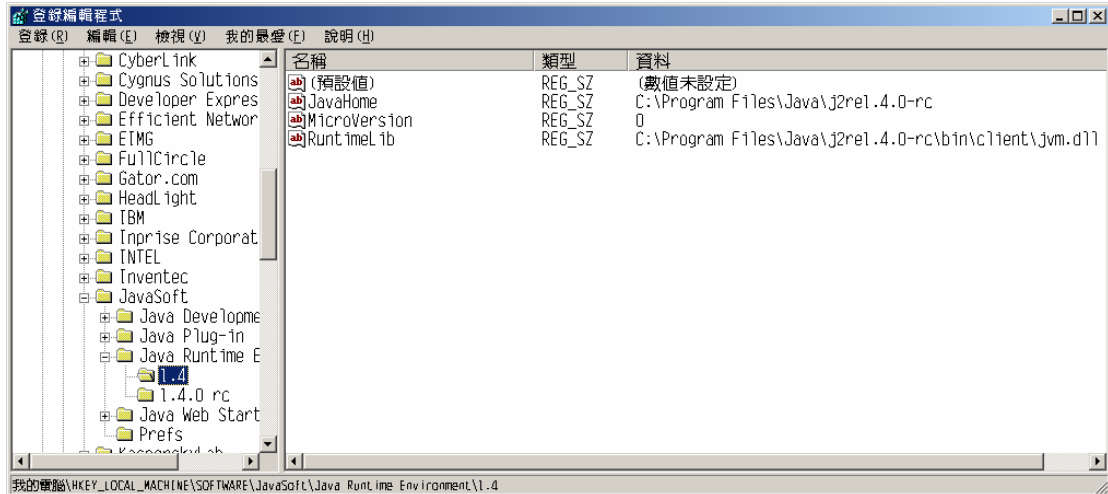 登錄編輯程式
登錄(R) 編輯(E) 檢視(V) 我的最愛(F) 說明(H)
CyberLink
Cygnus Solutions
Developer Expres
Efficient Networ
EIMG
FullCircle
Gator.com
HeadLight
IBM
Inprise Corporat
INTEL
Inventec
JavaSoft
Java Developme
Java Plug-in
Java Runtime E
1.4
1.4.0 rc
Java Web Start
Prefs
KasperskyLab
名稱 類型 資料
(預設值) REG_SZ (數值未設定)
JavaHome REG_SZ C:\Program Files\Java\j2re1.4.0-rc
MicroVersion REG_SZ 0
RuntimeLib REG_SZ C:\Program Files\Java\j2re1.4.0-rc\bin\client\jvm.dll
我的電腦\HKEY_LOCAL_MACHINE\SOFTWARE\JavaSoft\Java Runtime Environment\1.4